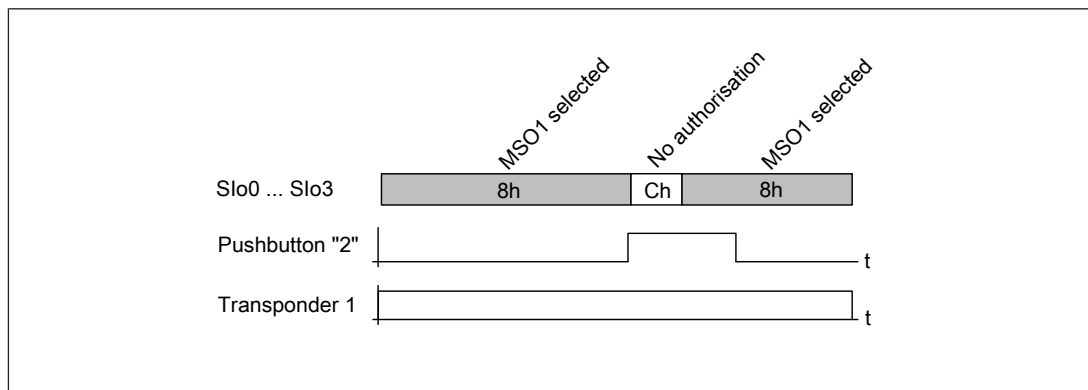 MSO1 selected
No authorisation
MSO1 selected
SIo0 ... SIo3
8h
Ch
8h
Pushbutton "2"
t
Transponder 1
t